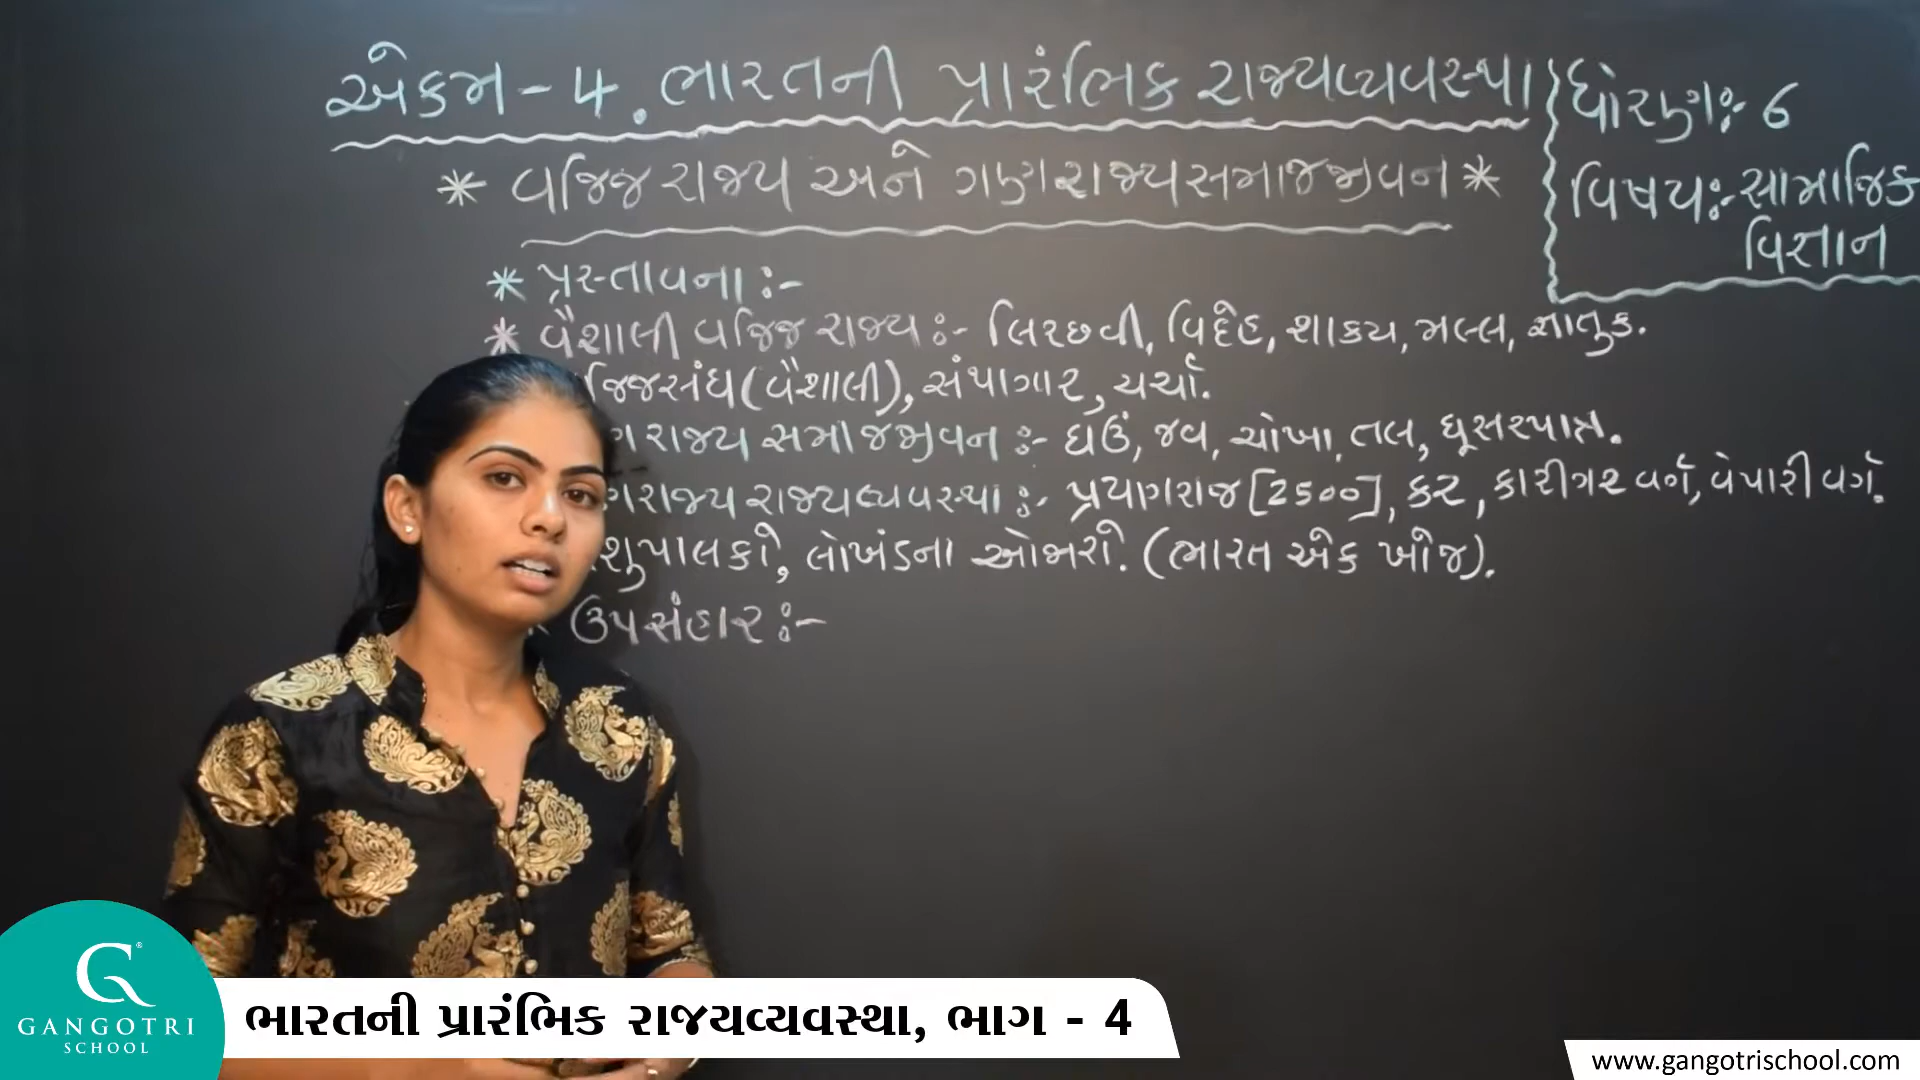 એકમ - 4. ભારતની પ્રારંભિક રાજ્યવ્યવસ્થા
ધોરણ:- 6
* વજ્જિ રાજ્ય અને ગણરાજ્ય સમાજજીવન *
વિષય:- સામાજિક
વિજ્ઞાન
* પ્રસ્તાવના :-
* વૈશાલી વજ્જિ રાજ્ય :- લિચ્છવી, વિદેહ, શાક્ય, મલ્લ, જ્ઞાતૃક.
જ્જિસંઘ (વૈશાલી), સંથાગાર, ચર્ચા.
ણ રાજ્ય સમાજજીવન :- ઘઉં, જવ, ચોખા, તલ, ધૂસરપાત્ર.
ણરાજ્ય રાજ્યવ્યવસ્થા :- પ્રયાગરાજ [2500], કર, કારીગર વર્ગ, વેપારી વર્ગ.
શુપાલકો, લોખંડના ઓજારો. (ભારત એક ખોજ).
* ઉપસંહાર :-
G®
GANGOTRI
SCHOOL
ભારતની પ્રારંભિક રાજયવ્યવસ્થા, ભાગ - 4
www.gangotrischool.com